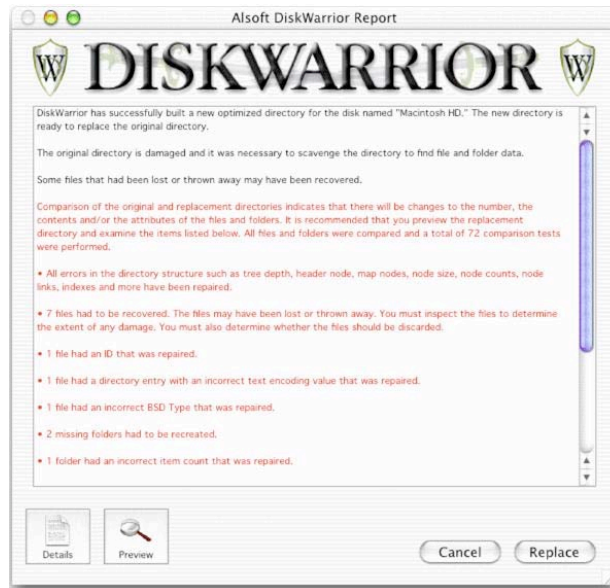 Alsoft DiskWarrior Report
W DISKWARRIOR W
DiskWarrior has successfully built a new optimized directory for the disk named "Macintosh HD." The new directory is
ready to replace the original directory.
The original directory is damaged and it was necessary to scavenge the directory to find file and folder data.
Some files that had been lost or thrown away may have been recovered.
Comparison of the original and replacement directories indicates that there will be changes to the number, the
contents and/or the attributes of the files and folders. It is recommended that you preview the replacement
directory and examine the items listed below. All files and folders were compared and a total of 72 comparison tests
were performed.
• All errors in the directory structure such as tree depth, header node, map nodes, node size, node counts, node
links, indexes and more have been repaired.
• 7 files had to be recovered. The files may have been lost or thrown away. You must inspect the files to determine
the extent of any damage. You must also determine whether the files should be discarded.
• 1 file had an ID that was repaired.
• 1 file had a directory entry with an incorrect text encoding value that was repaired.
• 1 file had an incorrect BSD Type that was repaired.
• 2 missing folders had to be recreated.
• 1 folder had an incorrect item count that was repaired.
Details
Preview
Cancel
Replace